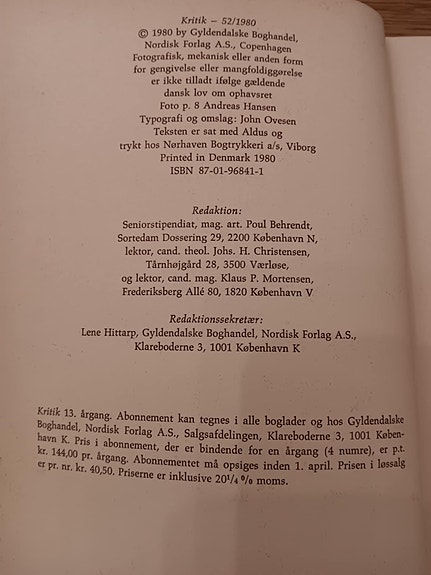 Kritik – 52/1980
© 1980 by Gyldendalske Boghandel,
Nordisk Forlag A.S., Copenhagen
Fotografisk, mekanisk eller anden form
for gengivelse eller mangfoldiggørelse
er ikke tilladt ifølge gældende
dansk lov om ophavsret
Foto p. 8 Andreas Hansen
Typografi og omslag: John Ovesen
Teksten er sat med Aldus og
trykt hos Nørhaven Bogtrykkeri a/s, Viborg
Printed in Denmark 1980
ISBN 87-01-96841-1
Redaktion:
Seniorstipendiat, mag. art. Poul Behrendt,
Sortedam Dossering 29, 2200 København N,
lektor, cand. theol. Johs. H. Christensen,
Tårnhøjgård 28, 3500 Værløse,
og lektor, cand. mag. Klaus P. Mortensen,
Frederiksberg Allé 80, 1820 København V
Redaktionssekretær:
Lene Hittarp, Gyldendalske Boghandel, Nordisk Forlag A.S.,
Klareboderne 3, 1001 København K
Kritik 13. årgang. Abonnement kan tegnes i alle boglader og hos Gyldendalske
Boghandel, Nordisk Forlag A.S., Salgsafdelingen, Klareboderne 3, 1001 Køben-
havn K. Pris i abonnement, der er bindende for en årgang (4 numre), er p.t.
kr. 144,00 pr. årgang. Abonnementet må opsiges inden 1. april. Prisen i løssalg
er pr. nr. kr. 40,50. Priserne er inklusive 20¹/₄ % moms.